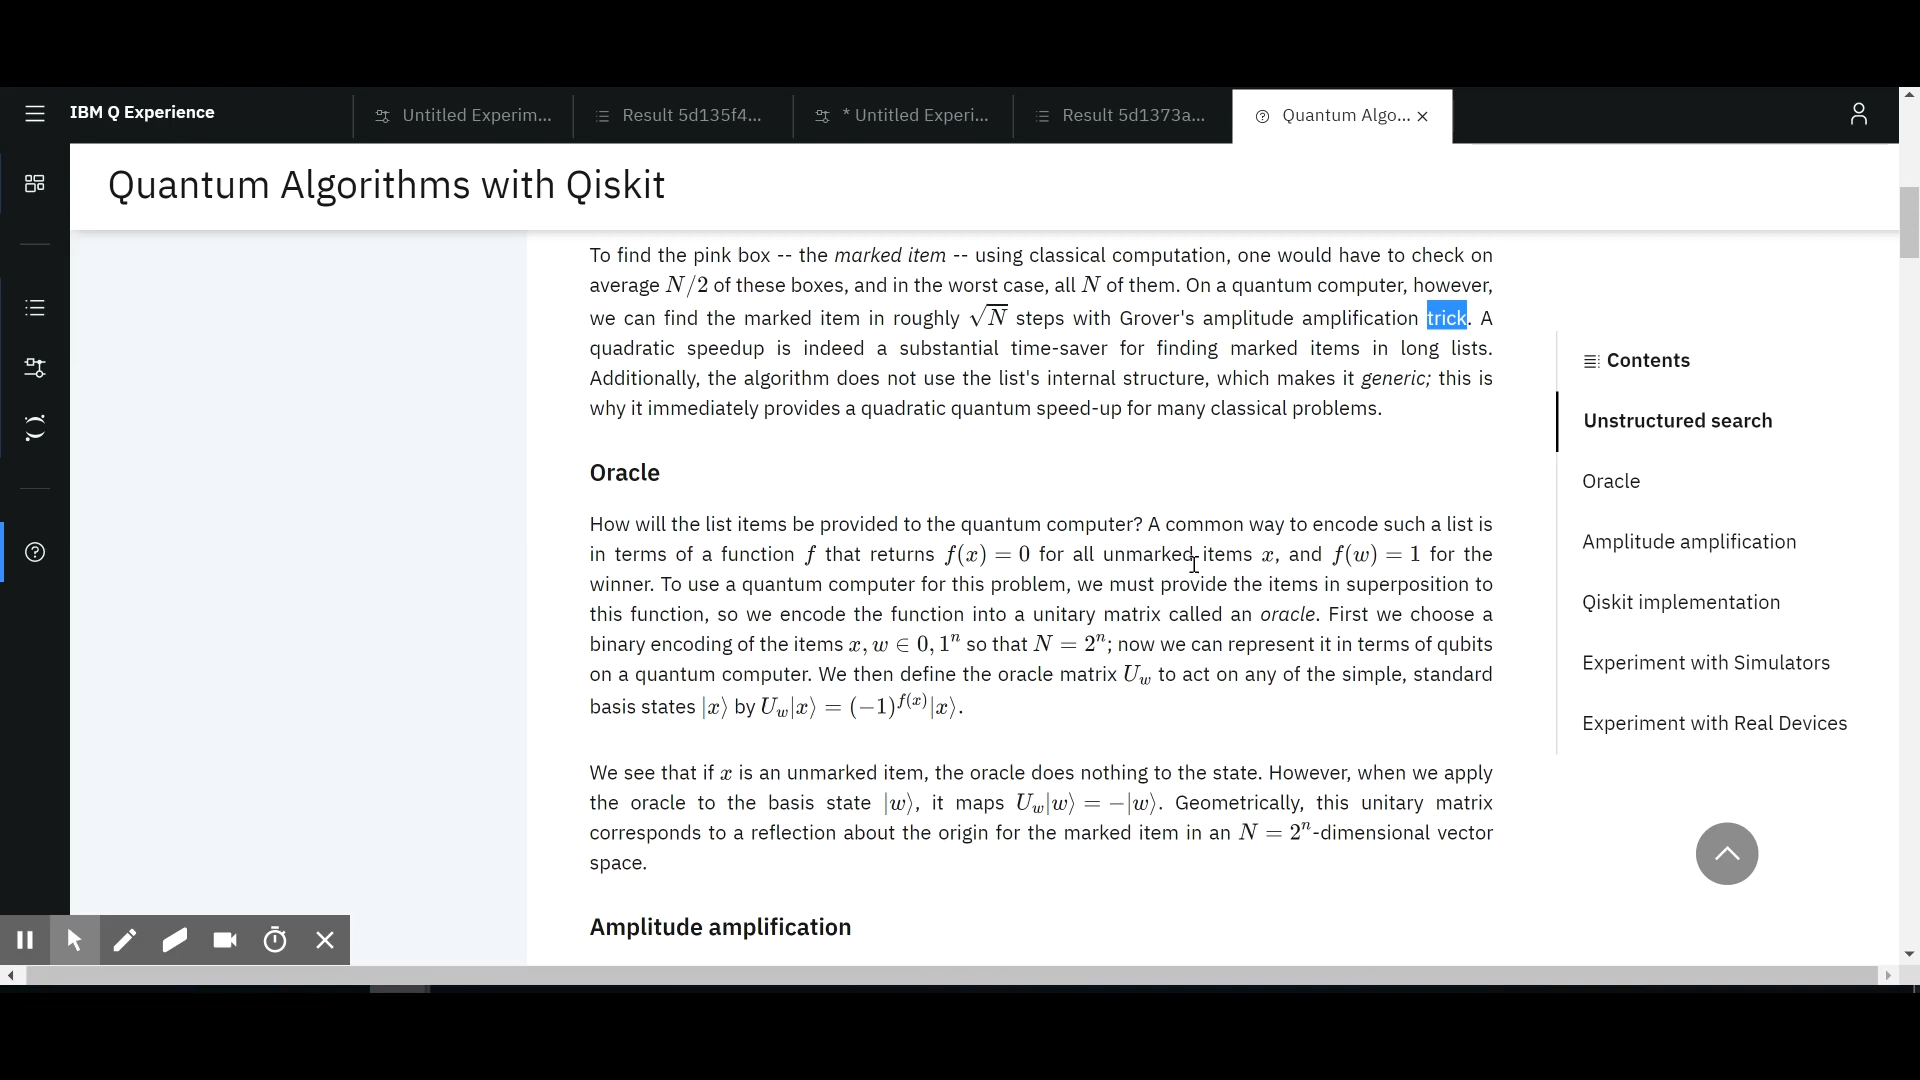 IBM Q Experience
Untitled Experim...
Result 5d135f4...
* Untitled Experi...
Result 5d1373a...
Quantum Algo...
Quantum Algorithms with Qiskit
To find the pink box -- the marked item -- using classical computation, one would have to check on
average N/2 of these boxes, and in the worst case, all N of them. On a quantum computer, however,
we can find the marked item in roughly √N steps with Grover's amplitude amplification trick. A
quadratic speedup is indeed a substantial time-saver for finding marked items in long lists.
Additionally, the algorithm does not use the list's internal structure, which makes it generic; this is
why it immediately provides a quadratic quantum speed-up for many classical problems.
Oracle
How will the list items be provided to the quantum computer? A common way to encode such a list is
in terms of a function f that returns f(x) = 0 for all unmarked items x, and f(w) = 1 for the
winner. To use a quantum computer for this problem, we must provide the items in superposition to
this function, so we encode the function into a unitary matrix called an oracle. First we choose a
binary encoding of the items x, w ∈ 0, 1ⁿ so that N = 2ⁿ; now we can represent it in terms of qubits
on a quantum computer. We then define the oracle matrix U_w to act on any of the simple, standard
basis states |x⟩ by U_w|x⟩ = (−1)^f(x)|x⟩.
We see that if x is an unmarked item, the oracle does nothing to the state. However, when we apply
the oracle to the basis state |w⟩, it maps U_w|w⟩ = −|w⟩. Geometrically, this unitary matrix
corresponds to a reflection about the origin for the marked item in an N = 2ⁿ-dimensional vector
space.
Amplitude amplification
Contents
Unstructured search
Oracle
Amplitude amplification
Qiskit implementation
Experiment with Simulators
Experiment with Real Devices